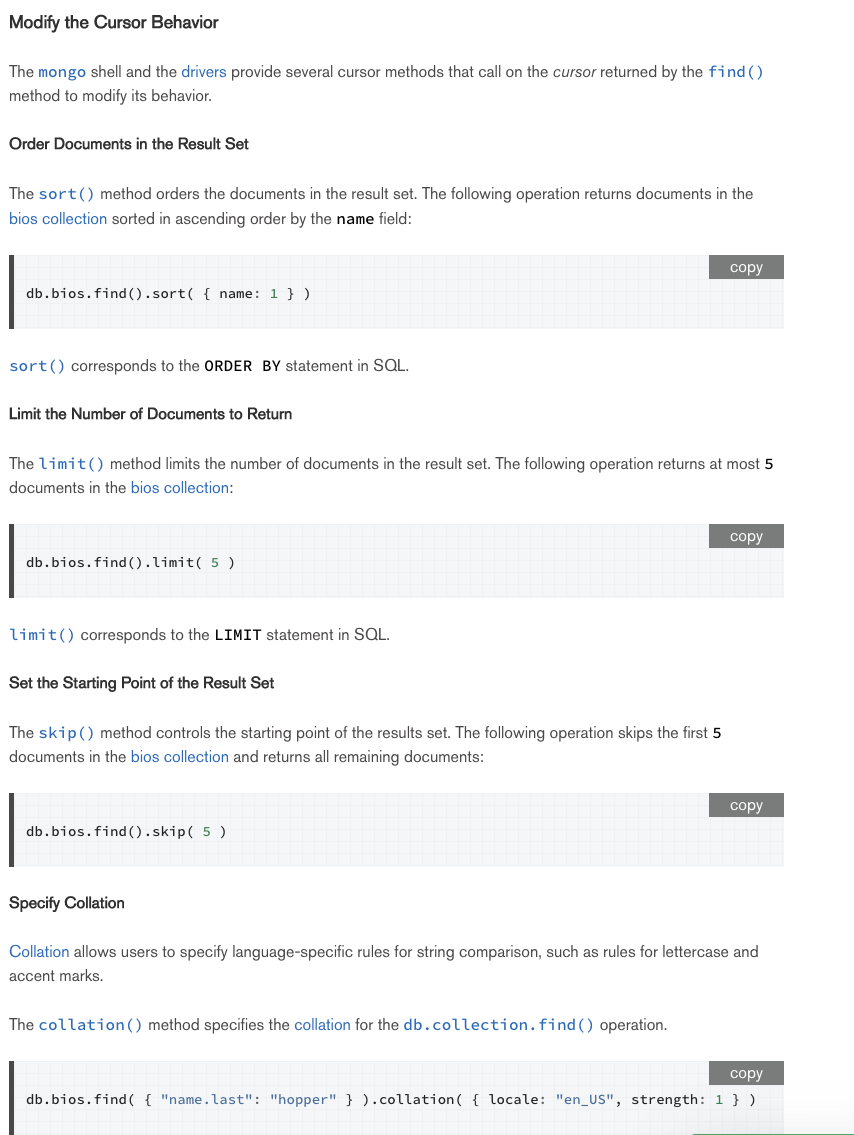 Modify the Cursor Behavior
The mongo shell and the drivers provide several cursor methods that call on the cursor returned by the find()
method to modify its behavior.
Order Documents in the Result Set
The sort() method orders the documents in the result set. The following operation returns documents in the
bios collection sorted in ascending order by the name field:
copy
db.bios.find().sort( { name: 1 } )
sort() corresponds to the ORDER BY statement in SQL.
Limit the Number of Documents to Return
The limit() method limits the number of documents in the result set. The following operation returns at most 5
documents in the bios collection:
copy
db.bios.find().limit( 5 )
limit() corresponds to the LIMIT statement in SQL.
Set the Starting Point of the Result Set
The skip() method controls the starting point of the results set. The following operation skips the first 5
documents in the bios collection and returns all remaining documents:
copy
db.bios.find().skip( 5 )
Specify Collation
Collation allows users to specify language-specific rules for string comparison, such as rules for lettercase and
accent marks.
The collation() method specifies the collation for the db.collection.find() operation.
copy
db.bios.find( { "name.last": "hopper" } ).collation( { locale: "en_US", strength: 1 } )